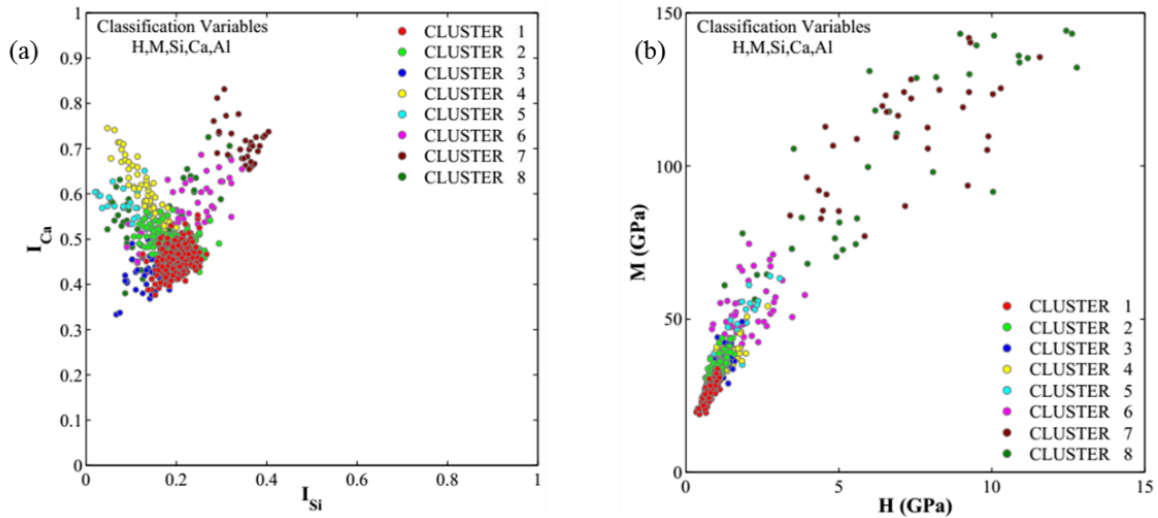 (a)
Classification Variables
H,M,Si,Ca,Al
CLUSTER 1
CLUSTER 2
CLUSTER 3
CLUSTER 4
CLUSTER 5
CLUSTER 6
CLUSTER 7
CLUSTER 8
1
0.9
0.8
0.7
0.6
0.5
0.4
0.3
0.2
0.1
0
I_Ca
0
0.2
0.4
0.6
0.8
1
I_Si
(b)
Classification Variables
H,M,Si,Ca,Al
150
100
50
0
M (GPa)
CLUSTER 1
CLUSTER 2
CLUSTER 3
CLUSTER 4
CLUSTER 5
CLUSTER 6
CLUSTER 7
CLUSTER 8
0
5
10
15
H (GPa)